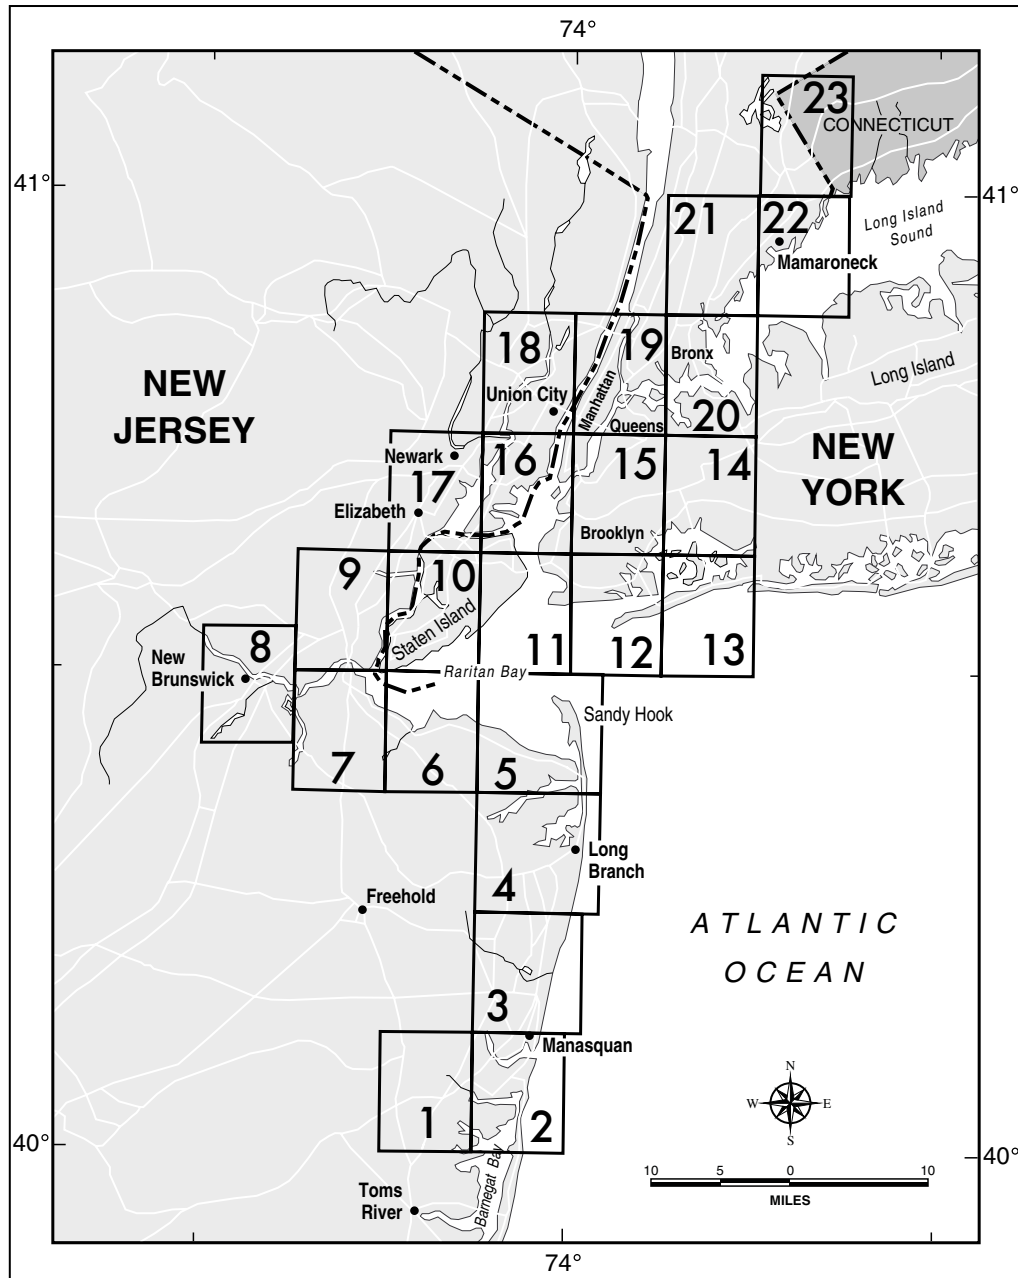 74°
23
CONNECTICUT
41°
41°
21
22
Long Island
Sound
Mamaroneck
18
19
Bronx
NEW
JERSEY
Union City
Manhattan
Long Island
Queens
20
Newark
16
15
14
NEW
YORK
17
Elizabeth
Brooklyn
9
10
Staten Island
8
New
Brunswick
11
12
13
Raritan Bay
Sandy Hook
7
6
5
Long
Branch
4
Freehold
ATLANTIC
OCEAN
3
Manasquan
N
W
E
S
1
2
40°
40°
Barnegat Bay
10
5
0
10
MILES
Toms
River
74°